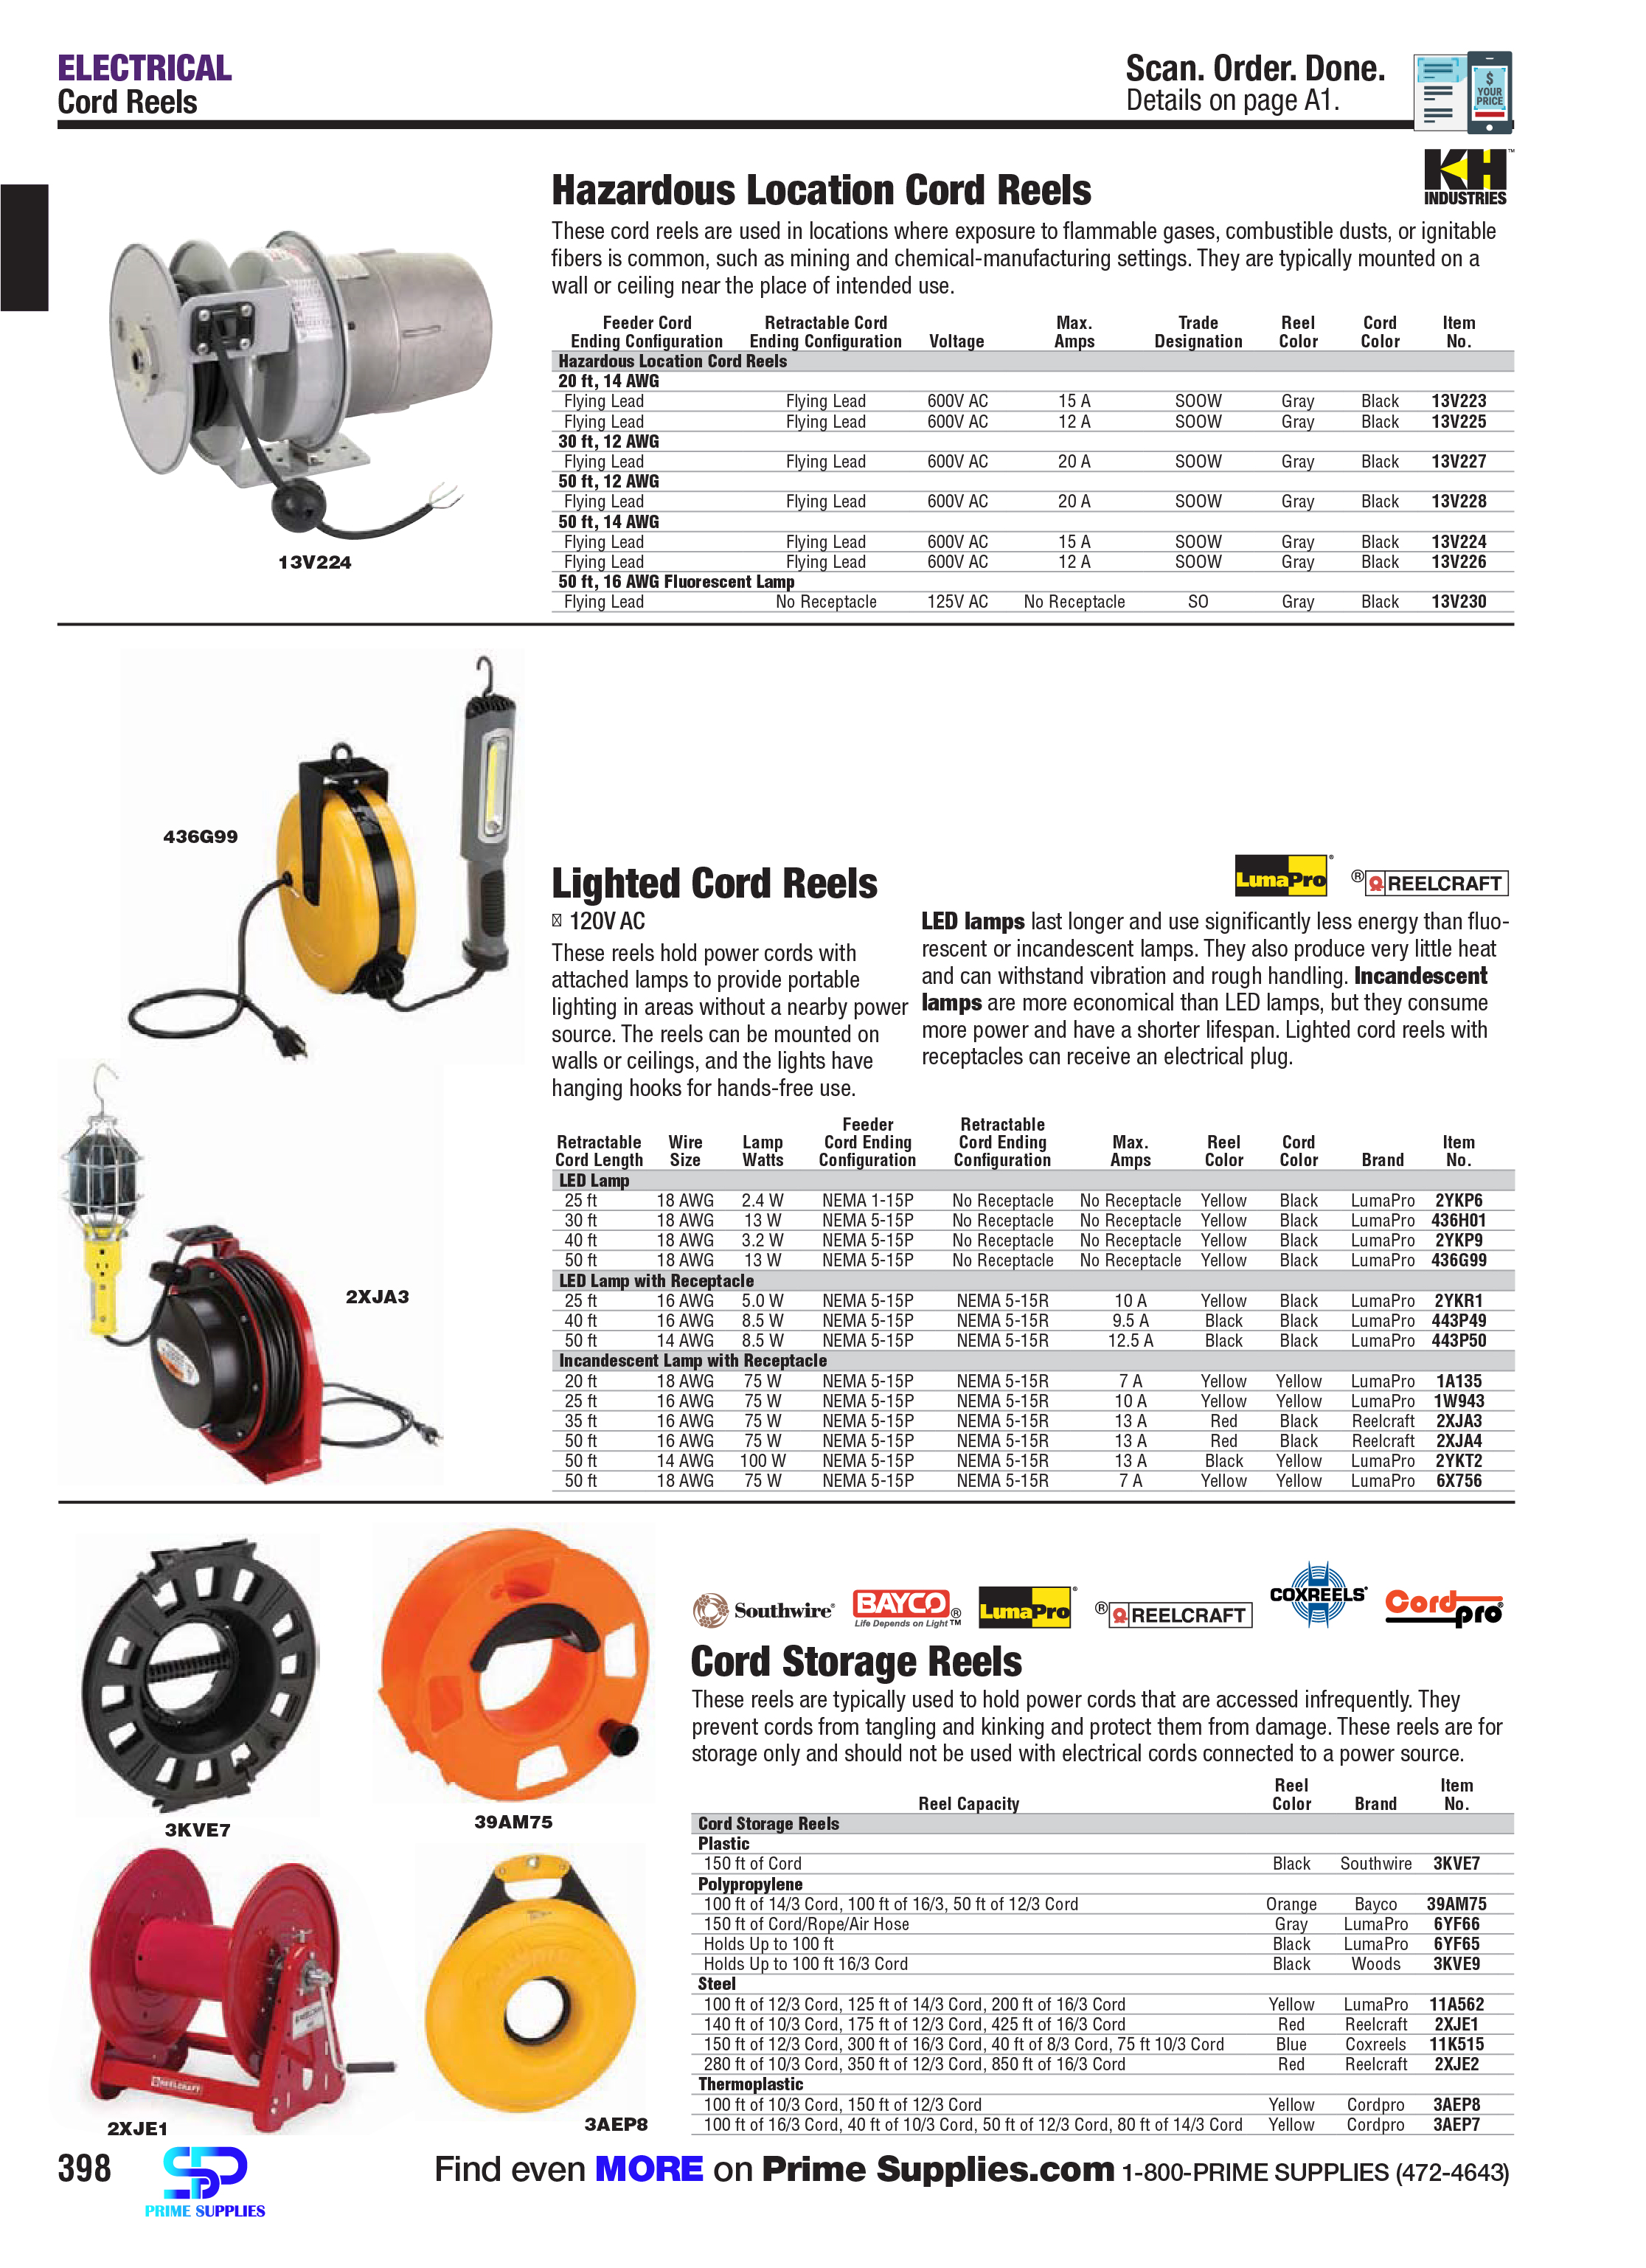 ELECTRICAL
Cord Reels
Scan. Order. Done.
Details on page A1.
$
YOUR
PRICE
KH™
INDUSTRIES
Hazardous Location Cord Reels
These cord reels are used in locations where exposure to flammable gases, combustible dusts, or ignitable
fibers is common, such as mining and chemical-manufacturing settings. They are typically mounted on a
wall or ceiling near the place of intended use.
13V224
Feeder Cord Retractable Cord Max. Trade Reel Cord Item
Ending Configuration Ending Configuration Voltage Amps Designation Color Color No.
Hazardous Location Cord Reels
20 ft, 14 AWG
Flying Lead Flying Lead 600V AC 15 A SOOW Gray Black 13V223
Flying Lead Flying Lead 600V AC 12 A SOOW Gray Black 13V225
30 ft, 12 AWG
Flying Lead Flying Lead 600V AC 20 A SOOW Gray Black 13V227
50 ft, 12 AWG
Flying Lead Flying Lead 600V AC 20 A SOOW Gray Black 13V228
50 ft, 14 AWG
Flying Lead Flying Lead 600V AC 15 A SOOW Gray Black 13V224
Flying Lead Flying Lead 600V AC 12 A SOOW Gray Black 13V226
50 ft, 16 AWG Fluorescent Lamp
Flying Lead No Receptacle 125V AC No Receptacle SO Gray Black 13V230
436G99
2XJA3
LumaPro®
® REELCRAFT
Lighted Cord Reels
120V AC
These reels hold power cords with
attached lamps to provide portable
lighting in areas without a nearby power
source. The reels can be mounted on
walls or ceilings, and the lights have
hanging hooks for hands-free use.
LED lamps last longer and use significantly less energy than fluo-
rescent or incandescent lamps. They also produce very little heat
and can withstand vibration and rough handling. Incandescent
lamps are more economical than LED lamps, but they consume
more power and have a shorter lifespan. Lighted cord reels with
receptacles can receive an electrical plug.
Feeder Retractable
Retractable Wire Lamp Cord Ending Cord Ending Max. Reel Cord Item
Cord Length Size Watts Configuration Configuration Amps Color Color Brand No.
LED Lamp
25 ft 18 AWG 2.4 W NEMA 1-15P No Receptacle No Receptacle Yellow Black LumaPro 2YKP6
30 ft 18 AWG 13 W NEMA 5-15P No Receptacle No Receptacle Yellow Black LumaPro 436H01
40 ft 18 AWG 3.2 W NEMA 5-15P No Receptacle No Receptacle Yellow Black LumaPro 2YKP9
50 ft 18 AWG 13 W NEMA 5-15P No Receptacle No Receptacle Yellow Black LumaPro 436G99
LED Lamp with Receptacle
25 ft 16 AWG 5.0 W NEMA 5-15P NEMA 5-15R 10 A Yellow Black LumaPro 2YKR1
40 ft 16 AWG 8.5 W NEMA 5-15P NEMA 5-15R 9.5 A Black Black LumaPro 443P49
50 ft 14 AWG 8.5 W NEMA 5-15P NEMA 5-15R 12.5 A Black Black LumaPro 443P50
Incandescent Lamp with Receptacle
20 ft 18 AWG 75 W NEMA 5-15P NEMA 5-15R 7 A Yellow Yellow LumaPro 1A135
25 ft 16 AWG 75 W NEMA 5-15P NEMA 5-15R 10 A Yellow Yellow LumaPro 1W943
35 ft 16 AWG 75 W NEMA 5-15P NEMA 5-15R 13 A Red Black Reelcraft 2XJA3
50 ft 16 AWG 75 W NEMA 5-15P NEMA 5-15R 13 A Red Black Reelcraft 2XJA4
50 ft 14 AWG 100 W NEMA 5-15P NEMA 5-15R 13 A Black Yellow LumaPro 2YKT2
50 ft 18 AWG 75 W NEMA 5-15P NEMA 5-15R 7 A Yellow Yellow LumaPro 6X756
3KVE7
39AM75
REELCRAFT
2XJE1
3AEP8
Southwire®
BAYCO®
Life Depends on Light™
LumaPro®
® REELCRAFT
COXREELS®
Cordpro®
Cord Storage Reels
These reels are typically used to hold power cords that are accessed infrequently. They
prevent cords from tangling and kinking and protect them from damage. These reels are for
storage only and should not be used with electrical cords connected to a power source.
Reel Item
Reel Capacity Color Brand No.
Cord Storage Reels
Plastic
150 ft of Cord Black Southwire 3KVE7
Polypropylene
100 ft of 14/3 Cord, 100 ft of 16/3, 50 ft of 12/3 Cord Orange Bayco 39AM75
150 ft of Cord/Rope/Air Hose Gray LumaPro 6YF66
Holds Up to 100 ft Black LumaPro 6YF65
Holds Up to 100 ft 16/3 Cord Black Woods 3KVE9
Steel
100 ft of 12/3 Cord, 125 ft of 14/3 Cord, 200 ft of 16/3 Cord Yellow LumaPro 11A562
140 ft of 10/3 Cord, 175 ft of 12/3 Cord, 425 ft of 16/3 Cord Red Reelcraft 2XJE1
150 ft of 12/3 Cord, 300 ft of 16/3 Cord, 40 ft of 8/3 Cord, 75 ft 10/3 Cord Blue Coxreels 11K515
280 ft of 10/3 Cord, 350 ft of 12/3 Cord, 850 ft of 16/3 Cord Red Reelcraft 2XJE2
Thermoplastic
100 ft of 10/3 Cord, 150 ft of 12/3 Cord Yellow Cordpro 3AEP8
100 ft of 16/3 Cord, 40 ft of 10/3 Cord, 50 ft of 12/3 Cord, 80 ft of 14/3 Cord Yellow Cordpro 3AEP7
398
PRIME SUPPLIES
Find even MORE on Prime Supplies.com 1-800-PRIME SUPPLIES (472-4643)